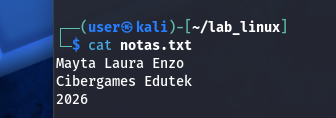 ┌──(user㉿kali)-[~/lab_linux]
└─$ cat notas.txt
Mayta Laura Enzo
Cibergames Edutek
2026